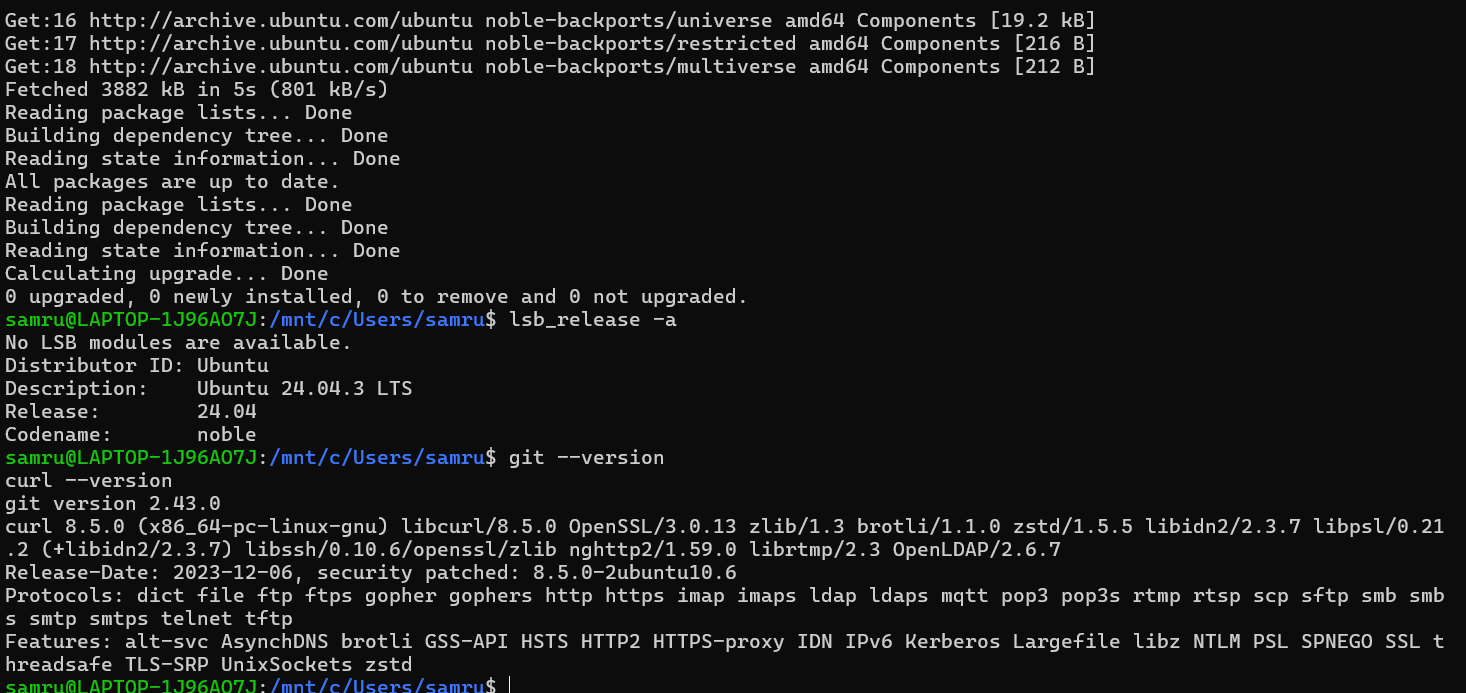 Get:16 http://archive.ubuntu.com/ubuntu noble-backports/universe amd64 Components [19.2 kB]
Get:17 http://archive.ubuntu.com/ubuntu noble-backports/restricted amd64 Components [216 B]
Get:18 http://archive.ubuntu.com/ubuntu noble-backports/multiverse amd64 Components [212 B]
Fetched 3882 kB in 5s (801 kB/s)
Reading package lists... Done
Building dependency tree... Done
Reading state information... Done
All packages are up to date.
Reading package lists... Done
Building dependency tree... Done
Reading state information... Done
Calculating upgrade... Done
0 upgraded, 0 newly installed, 0 to remove and 0 not upgraded.
samru@LAPTOP-1J96AO7J:/mnt/c/Users/samru$ lsb_release -a
No LSB modules are available.
Distributor ID: Ubuntu
Description:    Ubuntu 24.04.3 LTS
Release:        24.04
Codename:       noble
samru@LAPTOP-1J96AO7J:/mnt/c/Users/samru$ git --version
curl --version
git version 2.43.0
curl 8.5.0 (x86_64-pc-linux-gnu) libcurl/8.5.0 OpenSSL/3.0.13 zlib/1.3 brotli/1.1.0 zstd/1.5.5 libidn2/2.3.7 libpsl/0.21
.2 (+libidn2/2.3.7) libssh/0.10.6/openssl/zlib nghttp2/1.59.0 librtmp/2.3 OpenLDAP/2.6.7
Release-Date: 2023-12-06, security patched: 8.5.0-2ubuntu10.6
Protocols: dict file ftp ftps gopher gophers http https imap imaps ldap ldaps mqtt pop3 pop3s rtmp rtsp scp sftp smb smb
s smtp smtps telnet tftp
Features: alt-svc AsynchDNS brotli GSS-API HSTS HTTP2 HTTPS-proxy IDN IPv6 Kerberos Largefile libz NTLM PSL SPNEGO SSL t
hreadsafe TLS-SRP UnixSockets zstd
samru@LAPTOP-1J96AO7J:/mnt/c/Users/samru$